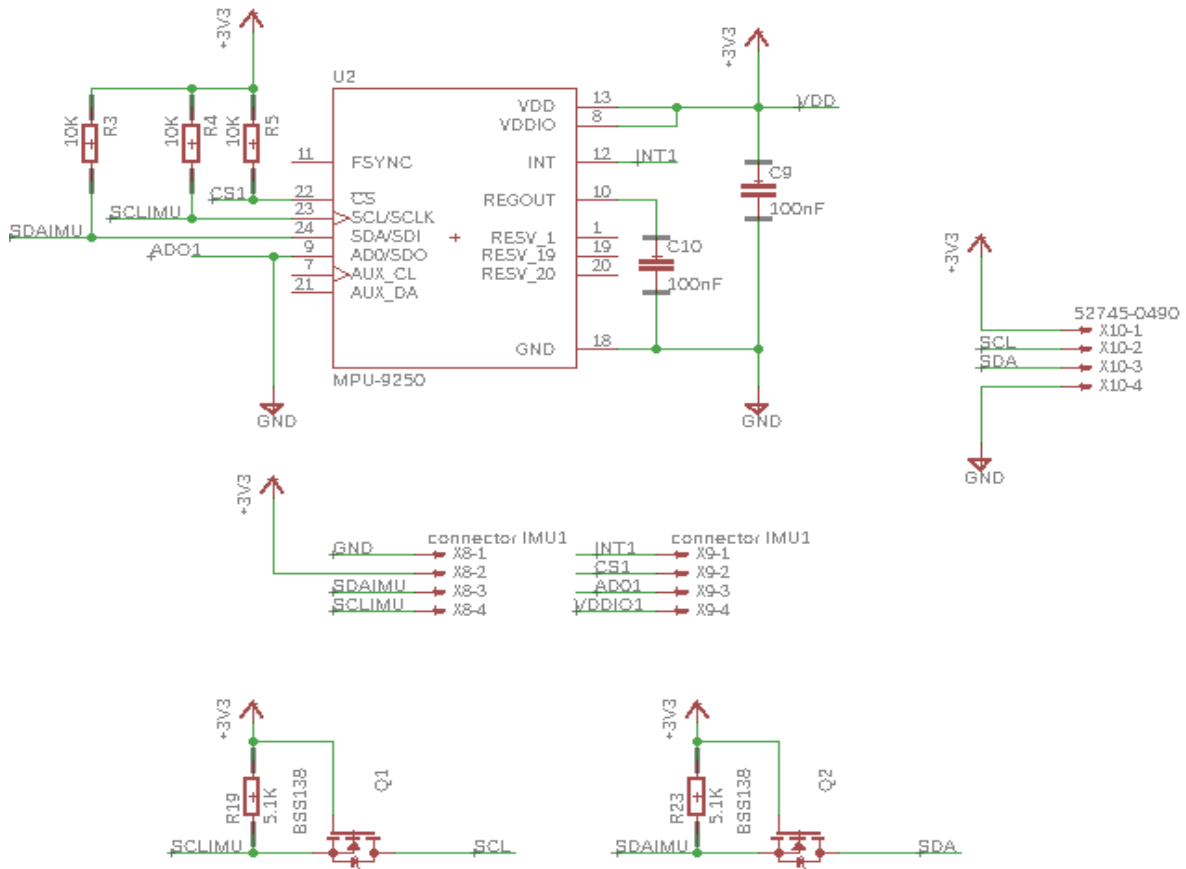 +3V3
+3V3
U2
10K
R3
10K
R4
10K
R5
VDD
13
VDD
VDDIO
8
11
FSYNC
INT
12
INT1
C9
100nF
CS1
22
CS
REGOUT
10
SCLIMU
23
SCL/SCLK
SDAIMU
24
SDA/SDI
RESV_1
1
ADO1
9
AD0/SDO
RESV_19
19
C10
7
AUX_CL
RESV_20
20
100nF
21
AUX_DA
+3V3
52745-0490
X10-1
SCL
X10-2
SDA
X10-3
X10-4
GND
18
MPU-9250
GND
GND
GND
+3V3
connector IMU1
connector IMU1
GND
X8-1
INT1
X9-1
X8-2
CS1
X9-2
SDAIMU
X8-3
ADO1
X9-3
SCLIMU
X8-4
VDDIO1
X9-4
+3V3
+3V3
R19
5.1K
BSS138
Q1
R23
5.1K
BSS138
Q2
SCLIMU
SCL
SDAIMU
SDA